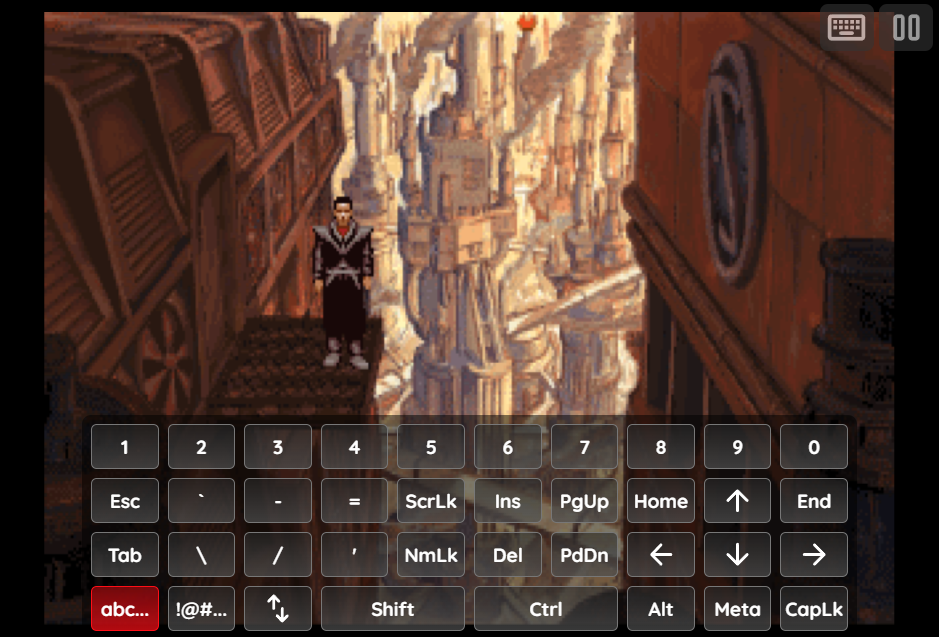 1 2 3 4 5 6 7 8 9 0
Esc ` - = ScrLk Ins PgUp Home ↑ End
Tab \ / ' NmLk Del PdDn ← ↓ →
abc... !@#... ↑↓ Shift Ctrl Alt Meta CapLk